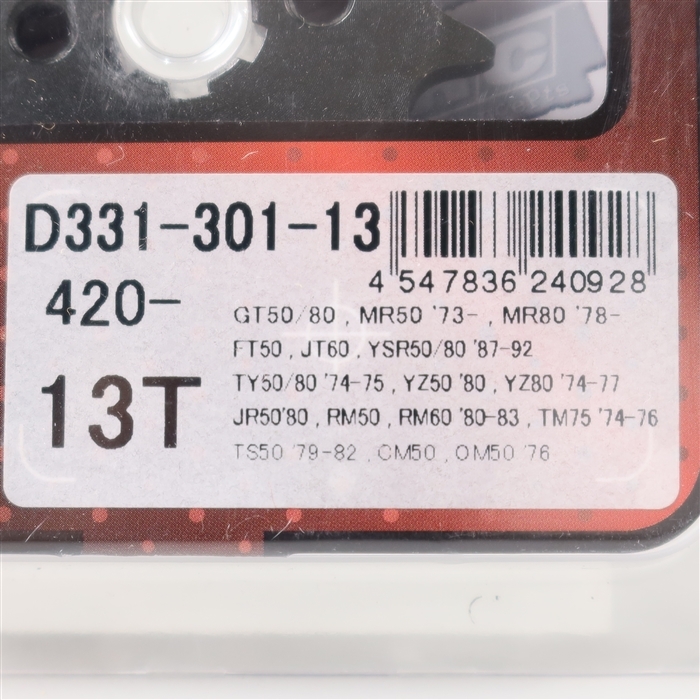 D331-301-13
4 547836 240928
420-
13T
GT50/80 , MR50 '73- , MR80 '78-
FT50 , JT60 , YSR50/80 '87-92
TY50/80 '74-75 , YZ50 '80 , YZ80 '74-77
JR50'80 , RM50 , RM60 '80-83 , TM75 '74-76
TS50 '79-82 , CM50 , OM50 '76